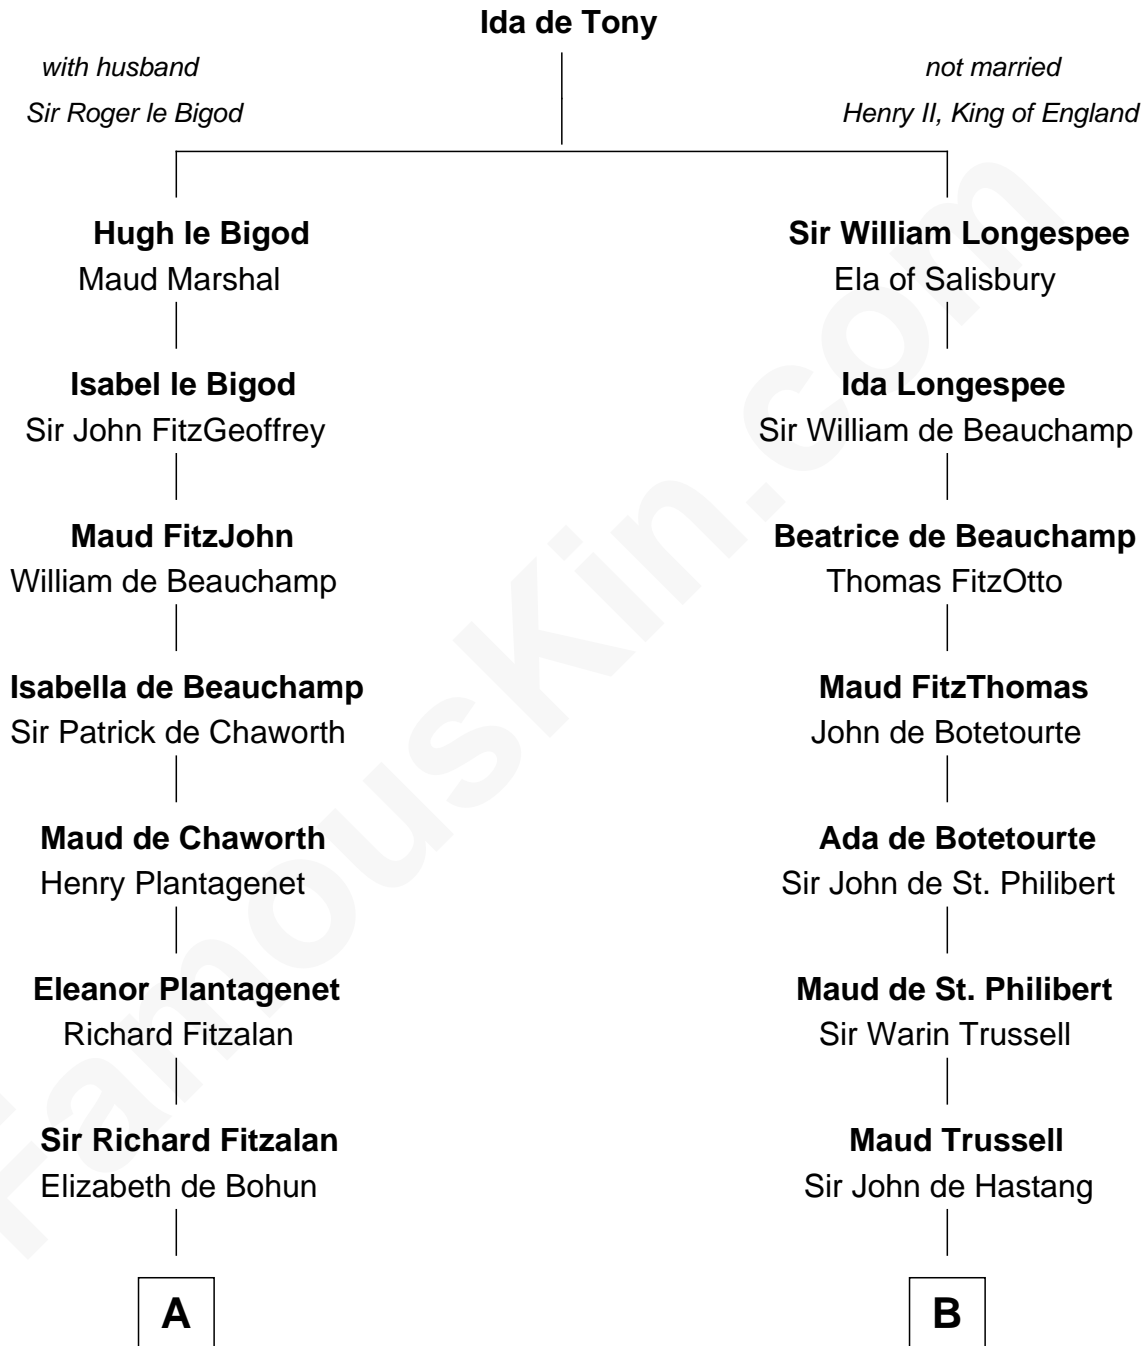 Ida de Tony
with husband
Sir Roger le Bigod
not married
Henry II, King of England
Hugh le Bigod
Maud Marshal
Sir William Longespee
Ela of Salisbury
Isabel le Bigod
Sir John FitzGeoffrey
Ida Longespee
Sir William de Beauchamp
Maud FitzJohn
William de Beauchamp
Beatrice de Beauchamp
Thomas FitzOtto
Isabella de Beauchamp
Sir Patrick de Chaworth
Maud FitzThomas
John de Botetourte
Maud de Chaworth
Henry Plantagenet
Ada de Botetourte
Sir John de St. Philibert
Eleanor Plantagenet
Richard Fitzalan
Maud de St. Philibert
Sir Warin Trussell
Sir Richard Fitzalan
Elizabeth de Bohun
Maud Trussell
Sir John de Hastang
A
B
FamousKin.com